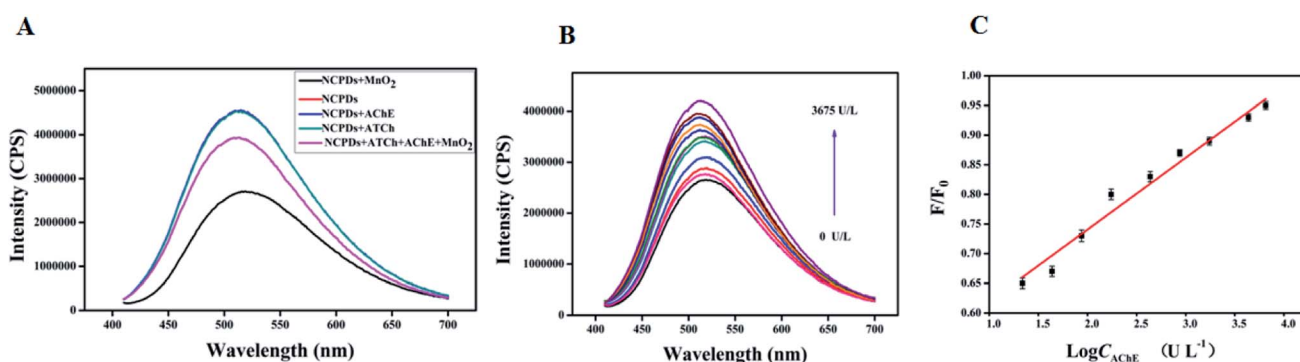 A
Intensity (CPS)
5000000
4000000
3000000
2000000
1000000
0
400
450
500
550
600
650
700
Wavelength (nm)
NCPDs+MnO₂
NCPDs
NCPDs+AChE
NCPDs+ATCh
NCPDs+ATCh+AChE+MnO₂
B
Intensity (CPS)
4000000
3000000
2000000
1000000
0
400
450
500
550
600
650
700
Wavelength (nm)
3675 U/L
0 U/L
C
F/F₀
1.00
0.95
0.90
0.85
0.80
0.75
0.70
0.65
0.60
1.0
1.5
2.0
2.5
3.0
3.5
4.0
LogC_AChE (U L⁻¹)